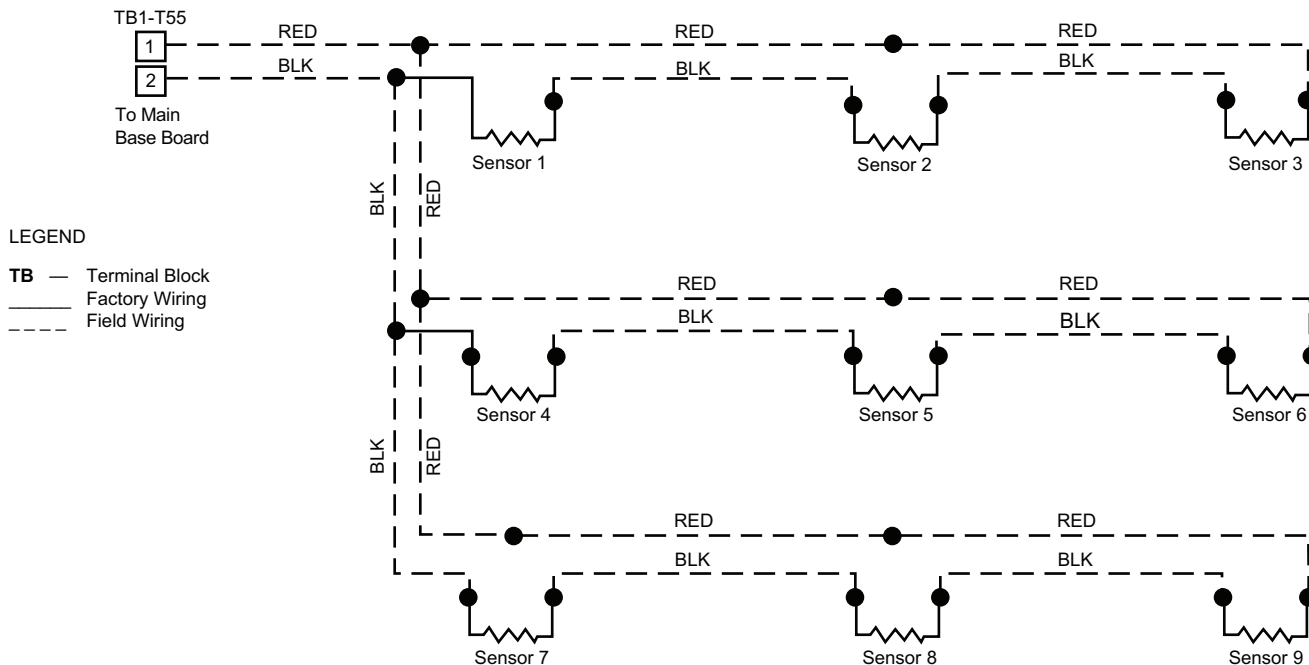 TB1-T55
1
RED
RED
RED
2
BLK
BLK
BLK
To Main
Base Board
Sensor 1
Sensor 2
Sensor 3
BLK
RED
LEGEND
TB — Terminal Block
______ Factory Wiring
_ _ _ _ Field Wiring
RED
RED
BLK
BLK
Sensor 4
Sensor 5
Sensor 6
BLK
RED
RED
RED
BLK
BLK
Sensor 7
Sensor 8
Sensor 9